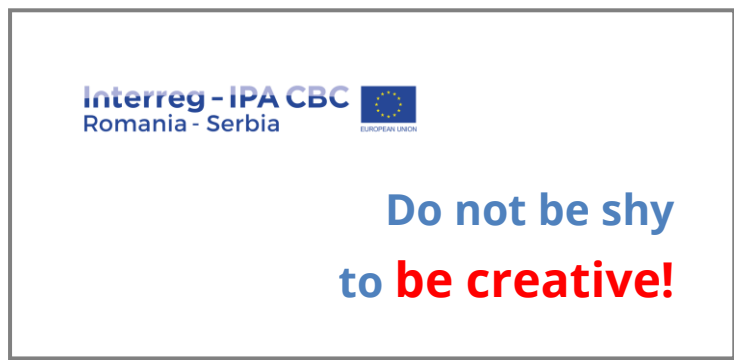 Interreg - IPA CBC
Romania - Serbia
EUROPEAN UNION
Do not be shy
to be creative!